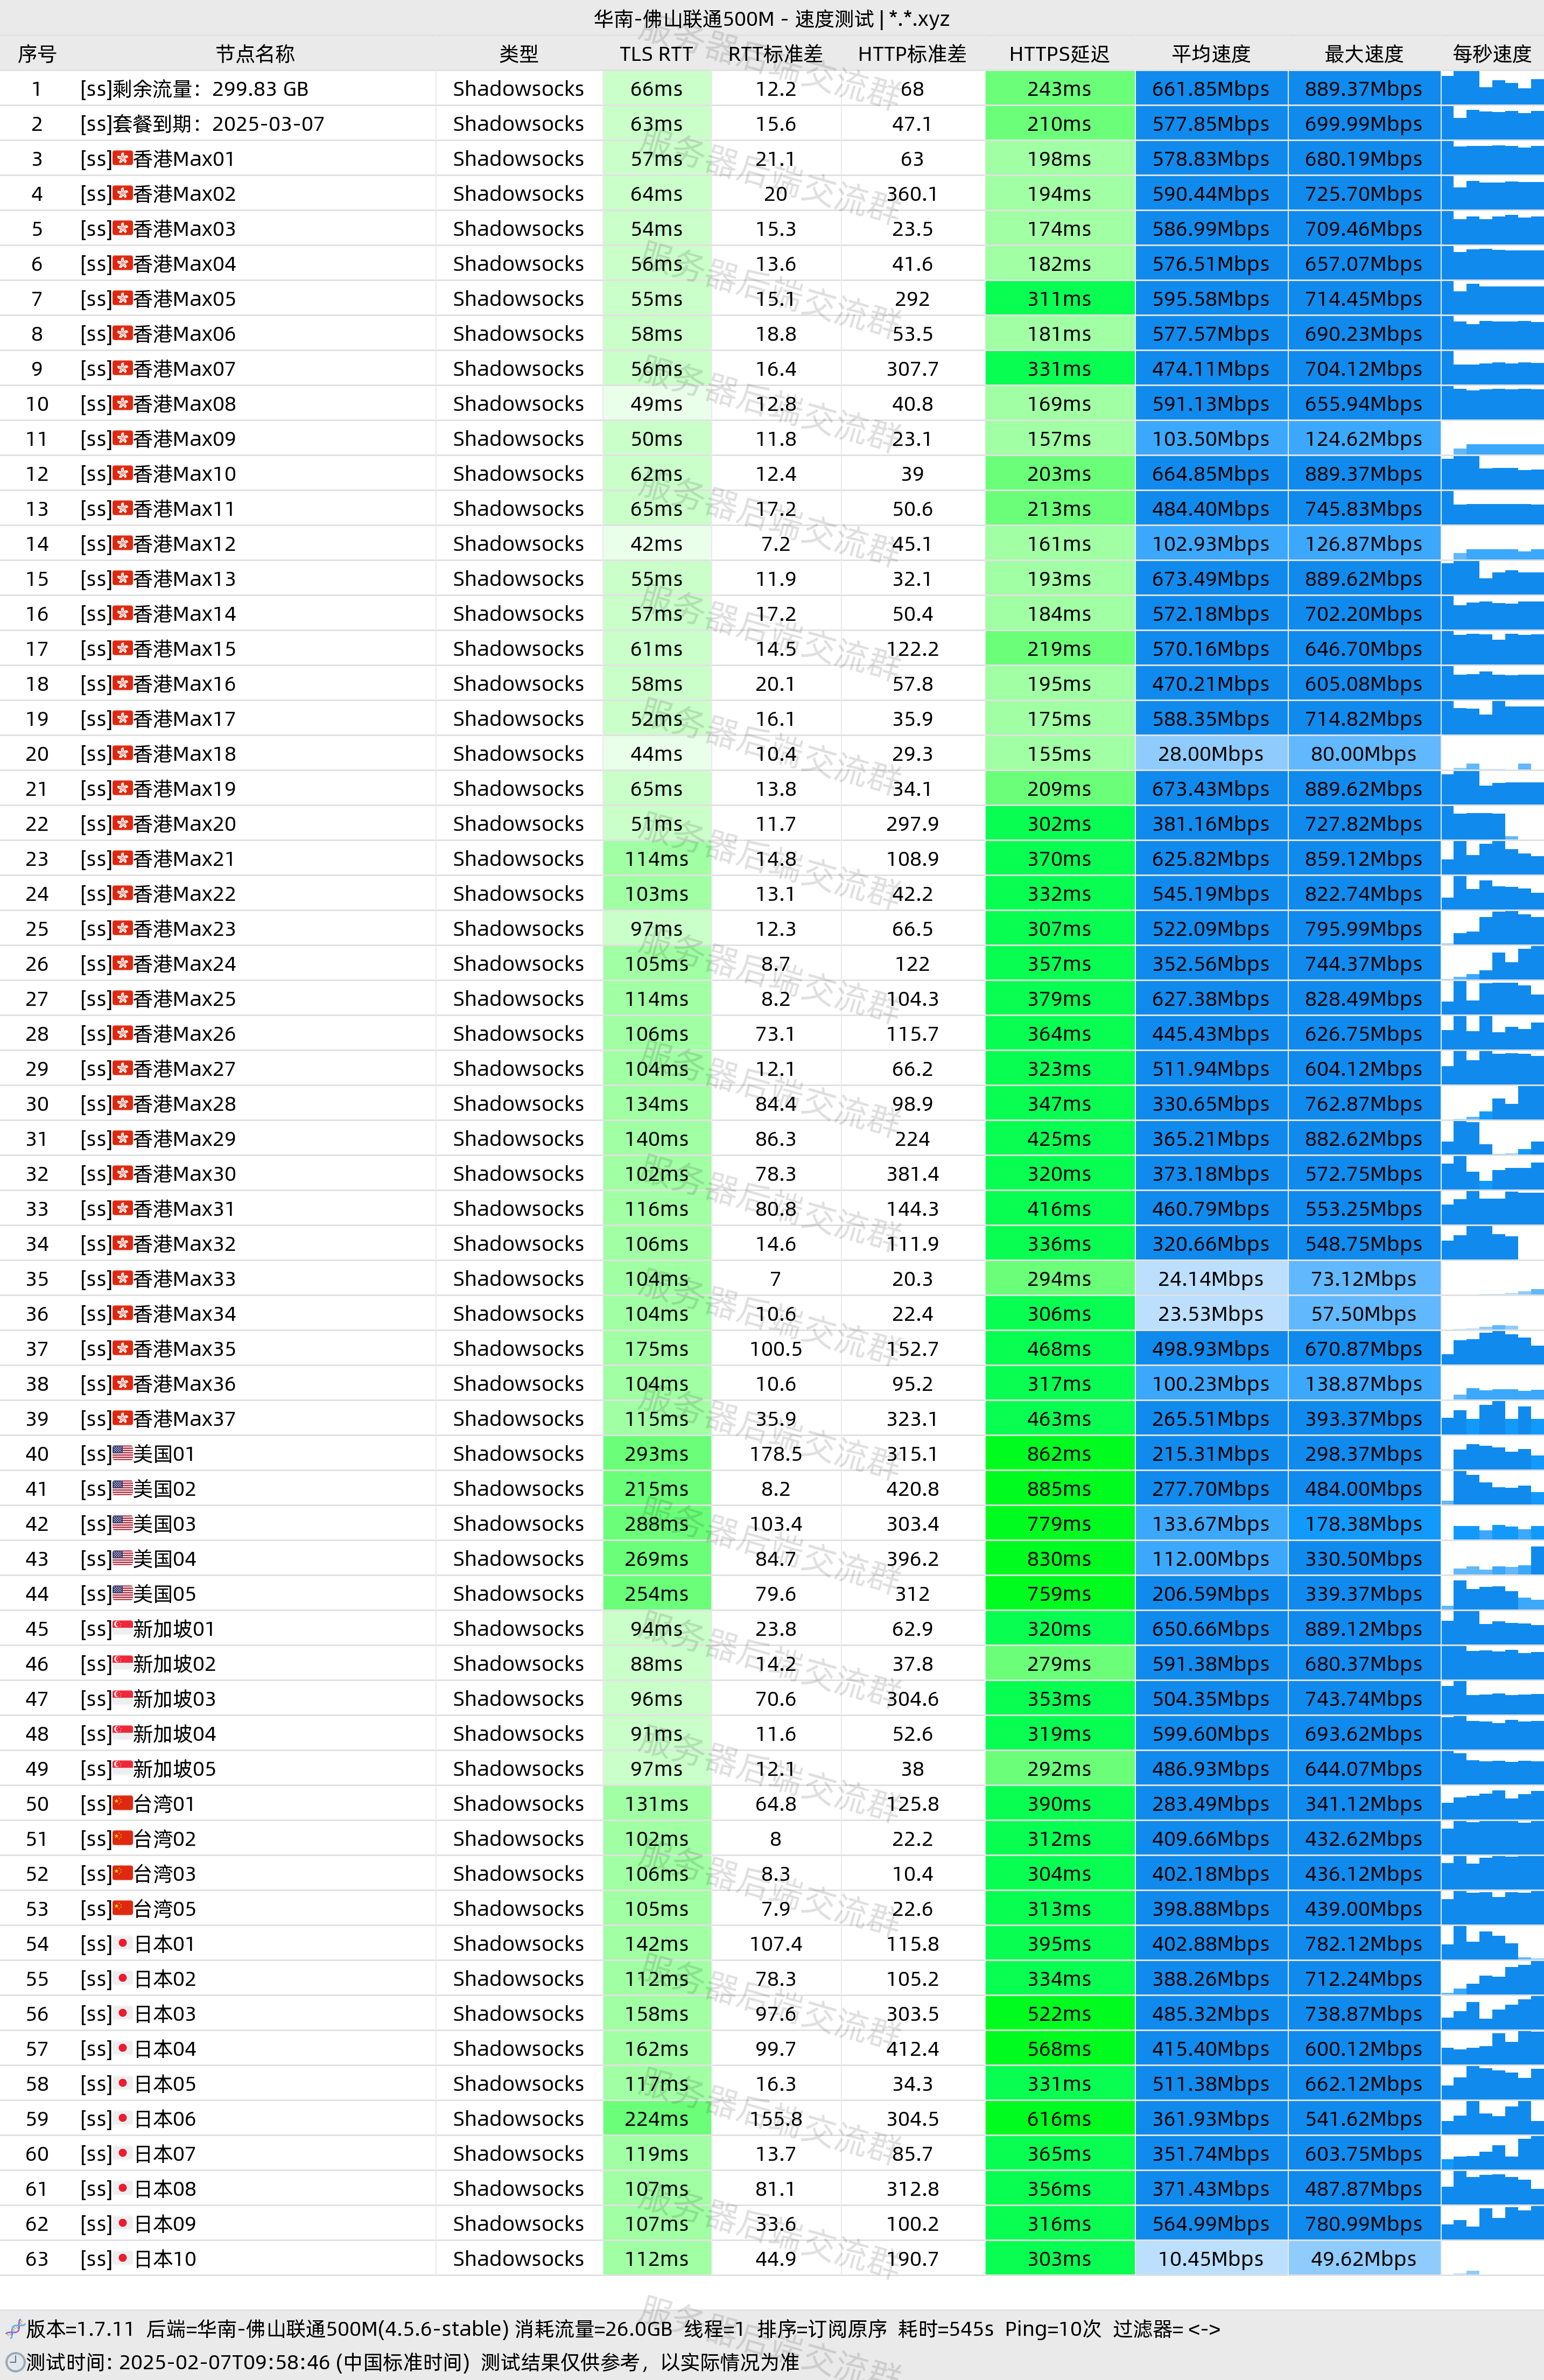 华南-佛山联通500M - 速度测试 | *.*.xyz
序号 节点名称 类型 TLS RTT RTT标准差 HTTP标准差 HTTPS延迟 平均速度 最大速度 每秒速度
1 [ss]剩余流量：299.83 GB Shadowsocks 66ms 12.2 68 243ms 661.85Mbps 889.37Mbps
2 [ss]套餐到期：2025-03-07 Shadowsocks 63ms 15.6 47.1 210ms 577.85Mbps 699.99Mbps
3 [ss]🇭🇰香港Max01 Shadowsocks 57ms 21.1 63 198ms 578.83Mbps 680.19Mbps
4 [ss]🇭🇰香港Max02 Shadowsocks 64ms 20 360.1 194ms 590.44Mbps 725.70Mbps
5 [ss]🇭🇰香港Max03 Shadowsocks 54ms 15.3 23.5 174ms 586.99Mbps 709.46Mbps
6 [ss]🇭🇰香港Max04 Shadowsocks 56ms 13.6 41.6 182ms 576.51Mbps 657.07Mbps
7 [ss]🇭🇰香港Max05 Shadowsocks 55ms 15.1 292 311ms 595.58Mbps 714.45Mbps
8 [ss]🇭🇰香港Max06 Shadowsocks 58ms 18.8 53.5 181ms 577.57Mbps 690.23Mbps
9 [ss]🇭🇰香港Max07 Shadowsocks 56ms 16.4 307.7 331ms 474.11Mbps 704.12Mbps
10 [ss]🇭🇰香港Max08 Shadowsocks 49ms 12.8 40.8 169ms 591.13Mbps 655.94Mbps
11 [ss]🇭🇰香港Max09 Shadowsocks 50ms 11.8 23.1 157ms 103.50Mbps 124.62Mbps
12 [ss]🇭🇰香港Max10 Shadowsocks 62ms 12.4 39 203ms 664.85Mbps 889.37Mbps
13 [ss]🇭🇰香港Max11 Shadowsocks 65ms 17.2 50.6 213ms 484.40Mbps 745.83Mbps
14 [ss]🇭🇰香港Max12 Shadowsocks 42ms 7.2 45.1 161ms 102.93Mbps 126.87Mbps
15 [ss]🇭🇰香港Max13 Shadowsocks 55ms 11.9 32.1 193ms 673.49Mbps 889.62Mbps
16 [ss]🇭🇰香港Max14 Shadowsocks 57ms 17.2 50.4 184ms 572.18Mbps 702.20Mbps
17 [ss]🇭🇰香港Max15 Shadowsocks 61ms 14.5 122.2 219ms 570.16Mbps 646.70Mbps
18 [ss]🇭🇰香港Max16 Shadowsocks 58ms 20.1 57.8 195ms 470.21Mbps 605.08Mbps
19 [ss]🇭🇰香港Max17 Shadowsocks 52ms 16.1 35.9 175ms 588.35Mbps 714.82Mbps
20 [ss]🇭🇰香港Max18 Shadowsocks 44ms 10.4 29.3 155ms 28.00Mbps 80.00Mbps
21 [ss]🇭🇰香港Max19 Shadowsocks 65ms 13.8 34.1 209ms 673.43Mbps 889.62Mbps
22 [ss]🇭🇰香港Max20 Shadowsocks 51ms 11.7 297.9 302ms 381.16Mbps 727.82Mbps
23 [ss]🇭🇰香港Max21 Shadowsocks 114ms 14.8 108.9 370ms 625.82Mbps 859.12Mbps
24 [ss]🇭🇰香港Max22 Shadowsocks 103ms 13.1 42.2 332ms 545.19Mbps 822.74Mbps
25 [ss]🇭🇰香港Max23 Shadowsocks 97ms 12.3 66.5 307ms 522.09Mbps 795.99Mbps
26 [ss]🇭🇰香港Max24 Shadowsocks 105ms 8.7 122 357ms 352.56Mbps 744.37Mbps
27 [ss]🇭🇰香港Max25 Shadowsocks 114ms 8.2 104.3 379ms 627.38Mbps 828.49Mbps
28 [ss]🇭🇰香港Max26 Shadowsocks 106ms 73.1 115.7 364ms 445.43Mbps 626.75Mbps
29 [ss]🇭🇰香港Max27 Shadowsocks 104ms 12.1 66.2 323ms 511.94Mbps 604.12Mbps
30 [ss]🇭🇰香港Max28 Shadowsocks 134ms 84.4 98.9 347ms 330.65Mbps 762.87Mbps
31 [ss]🇭🇰香港Max29 Shadowsocks 140ms 86.3 224 425ms 365.21Mbps 882.62Mbps
32 [ss]🇭🇰香港Max30 Shadowsocks 102ms 78.3 381.4 320ms 373.18Mbps 572.75Mbps
33 [ss]🇭🇰香港Max31 Shadowsocks 116ms 80.8 144.3 416ms 460.79Mbps 553.25Mbps
34 [ss]🇭🇰香港Max32 Shadowsocks 106ms 14.6 111.9 336ms 320.66Mbps 548.75Mbps
35 [ss]🇭🇰香港Max33 Shadowsocks 104ms 7 20.3 294ms 24.14Mbps 73.12Mbps
36 [ss]🇭🇰香港Max34 Shadowsocks 104ms 10.6 22.4 306ms 23.53Mbps 57.50Mbps
37 [ss]🇭🇰香港Max35 Shadowsocks 175ms 100.5 152.7 468ms 498.93Mbps 670.87Mbps
38 [ss]🇭🇰香港Max36 Shadowsocks 104ms 10.6 95.2 317ms 100.23Mbps 138.87Mbps
39 [ss]🇭🇰香港Max37 Shadowsocks 115ms 35.9 323.1 463ms 265.51Mbps 393.37Mbps
40 [ss]🇺🇸美国01 Shadowsocks 293ms 178.5 315.1 862ms 215.31Mbps 298.37Mbps
41 [ss]🇺🇸美国02 Shadowsocks 215ms 8.2 420.8 885ms 277.70Mbps 484.00Mbps
42 [ss]🇺🇸美国03 Shadowsocks 288ms 103.4 303.4 779ms 133.67Mbps 178.38Mbps
43 [ss]🇺🇸美国04 Shadowsocks 269ms 84.7 396.2 830ms 112.00Mbps 330.50Mbps
44 [ss]🇺🇸美国05 Shadowsocks 254ms 79.6 312 759ms 206.59Mbps 339.37Mbps
45 [ss]🇸🇬新加坡01 Shadowsocks 94ms 23.8 62.9 320ms 650.66Mbps 889.12Mbps
46 [ss]🇸🇬新加坡02 Shadowsocks 88ms 14.2 37.8 279ms 591.38Mbps 680.37Mbps
47 [ss]🇸🇬新加坡03 Shadowsocks 96ms 70.6 304.6 353ms 504.35Mbps 743.74Mbps
48 [ss]🇸🇬新加坡04 Shadowsocks 91ms 11.6 52.6 319ms 599.60Mbps 693.62Mbps
49 [ss]🇸🇬新加坡05 Shadowsocks 97ms 12.1 38 292ms 486.93Mbps 644.07Mbps
50 [ss]🇨🇳台湾01 Shadowsocks 131ms 64.8 125.8 390ms 283.49Mbps 341.12Mbps
51 [ss]🇨🇳台湾02 Shadowsocks 102ms 8 22.2 312ms 409.66Mbps 432.62Mbps
52 [ss]🇨🇳台湾03 Shadowsocks 106ms 8.3 10.4 304ms 402.18Mbps 436.12Mbps
53 [ss]🇨🇳台湾05 Shadowsocks 105ms 7.9 22.6 313ms 398.88Mbps 439.00Mbps
54 [ss]🇯🇵日本01 Shadowsocks 142ms 107.4 115.8 395ms 402.88Mbps 782.12Mbps
55 [ss]🇯🇵日本02 Shadowsocks 112ms 78.3 105.2 334ms 388.26Mbps 712.24Mbps
56 [ss]🇯🇵日本03 Shadowsocks 158ms 97.6 303.5 522ms 485.32Mbps 738.87Mbps
57 [ss]🇯🇵日本04 Shadowsocks 162ms 99.7 412.4 568ms 415.40Mbps 600.12Mbps
58 [ss]🇯🇵日本05 Shadowsocks 117ms 16.3 34.3 331ms 511.38Mbps 662.12Mbps
59 [ss]🇯🇵日本06 Shadowsocks 224ms 155.8 304.5 616ms 361.93Mbps 541.62Mbps
60 [ss]🇯🇵日本07 Shadowsocks 119ms 13.7 85.7 365ms 351.74Mbps 603.75Mbps
61 [ss]🇯🇵日本08 Shadowsocks 107ms 81.1 312.8 356ms 371.43Mbps 487.87Mbps
62 [ss]🇯🇵日本09 Shadowsocks 107ms 33.6 100.2 316ms 564.99Mbps 780.99Mbps
63 [ss]🇯🇵日本10 Shadowsocks 112ms 44.9 190.7 303ms 10.45Mbps 49.62Mbps
版本=1.7.11 后端=华南-佛山联通500M(4.5.6-stable) 消耗流量=26.0GB 线程=1 排序=订阅原序 耗时=545s Ping=10次 过滤器= <->
测试时间: 2025-02-07T09:58:46 (中国标准时间) 测试结果仅供参考，以实际情况为准
服务器后端交流群